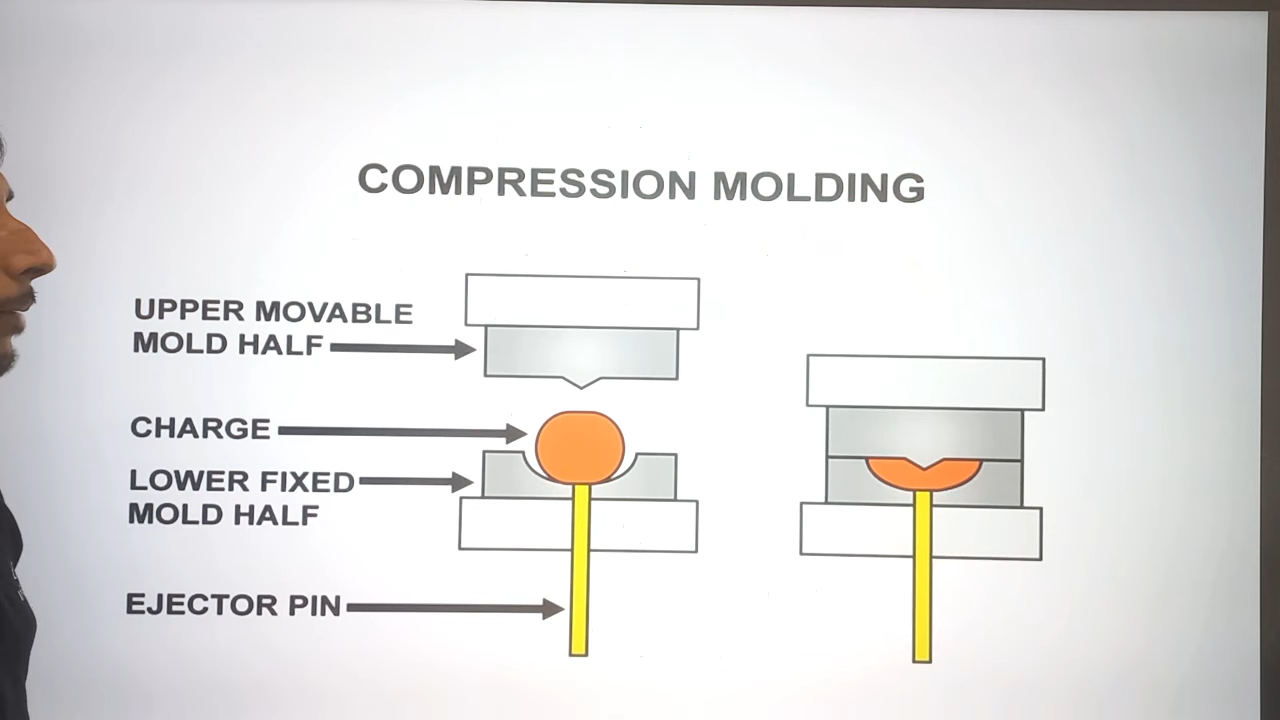 COMPRESSION MOLDING
UPPER MOVABLE
MOLD HALF
CHARGE
LOWER FIXED
MOLD HALF
EJECTOR PIN